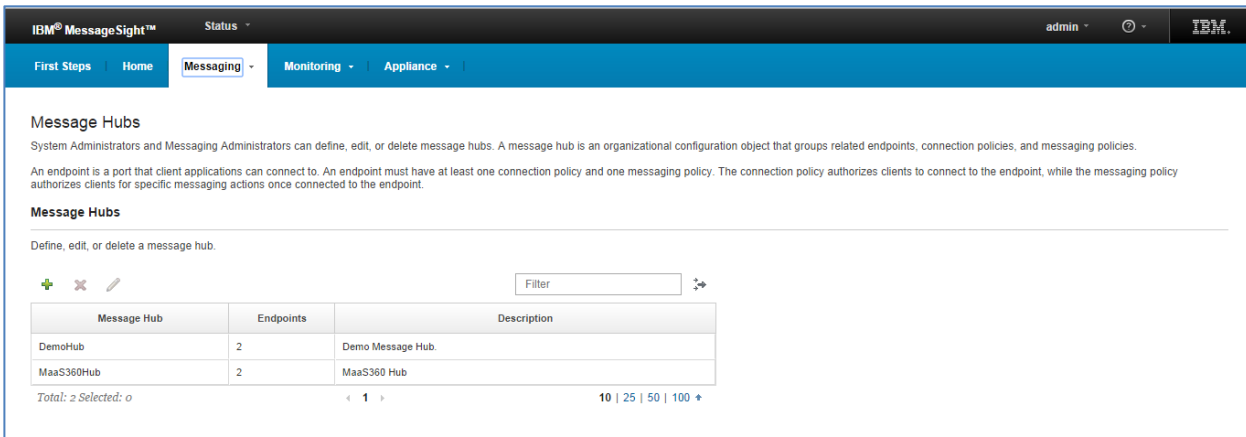 IBM® MessageSight™ Status admin IBM.
First Steps Home Messaging Monitoring Appliance
Message Hubs
System Administrators and Messaging Administrators can define, edit, or delete message hubs. A message hub is an organizational configuration object that groups related endpoints, connection policies, and messaging policies.
An endpoint is a port that client applications can connect to. An endpoint must have at least one connection policy and one messaging policy. The connection policy authorizes clients to connect to the endpoint, while the messaging policy
authorizes clients for specific messaging actions once connected to the endpoint.
Message Hubs
Define, edit, or delete a message hub.
Filter
Message Hub Endpoints Description
DemoHub 2 Demo Message Hub.
MaaS360Hub 2 MaaS360 Hub
Total: 2 Selected: 0 1 10 | 25 | 50 | 100